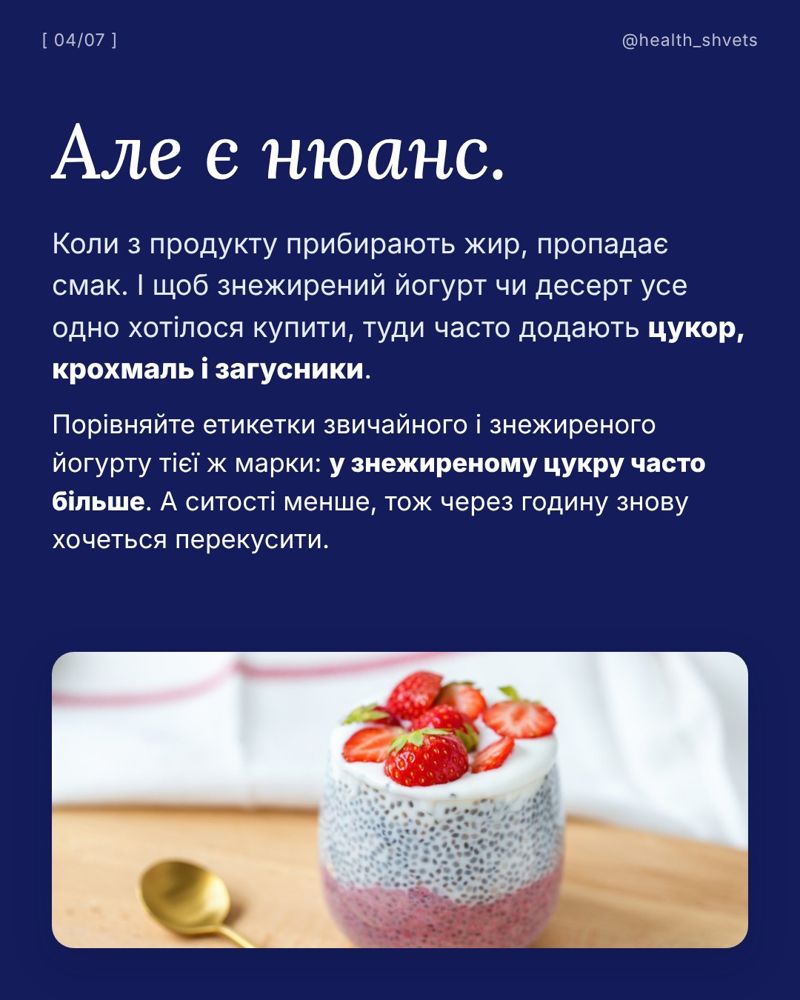 [ 04/07 ]
@health_shvets
Але є нюанс.
Коли з продукту прибирають жир, пропадає
смак. І щоб знежирений йогурт чи десерт усе
одно хотілося купити, туди часто додають цукор,
крохмаль і загусники.
Порівняйте етикетки звичайного і знежиреного
йогурту тієї ж марки: у знежиреному цукру часто
більше. А ситості менше, тож через годину знову
хочеться перекусити.